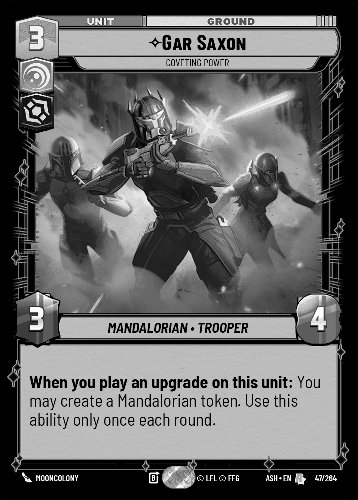 UNIT GROUND
3
Gar Saxon
COVETING POWER
3
MANDALORIAN • TROOPER
4
When you play an upgrade on this unit: You
may create a Mandalorian token. Use this
ability only once each round.
MOONCOLONY © LFL © FFG ASH • EN 47/264